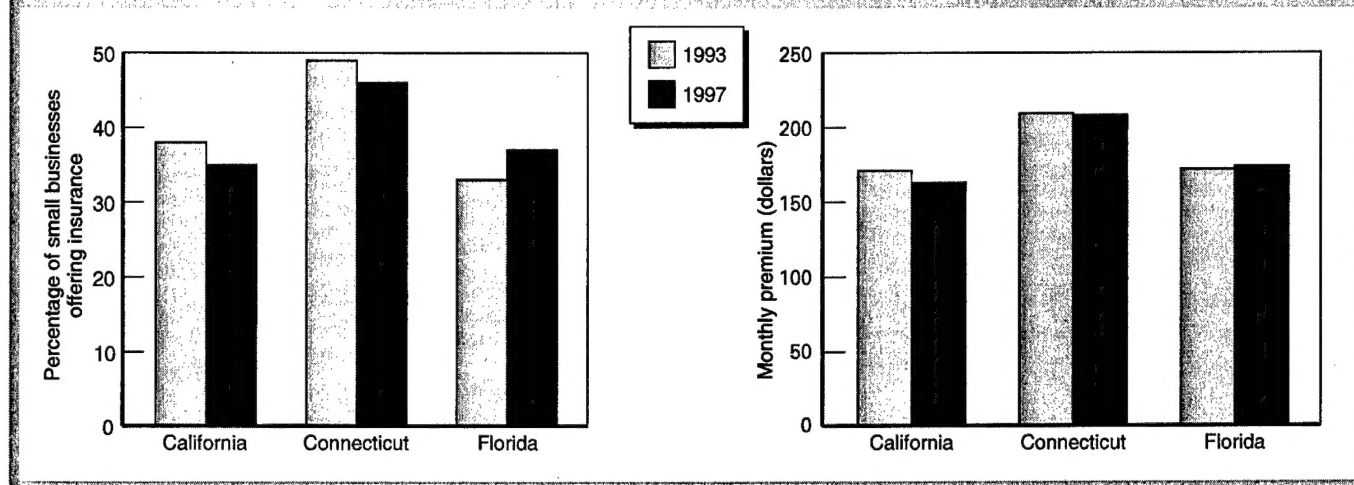 50
40
30
20
10
0
Percentage of small businesses
offering insurance
California Connecticut Florida
1993
1997
250
200
150
100
50
0
Monthly premium (dollars)
California Connecticut Florida